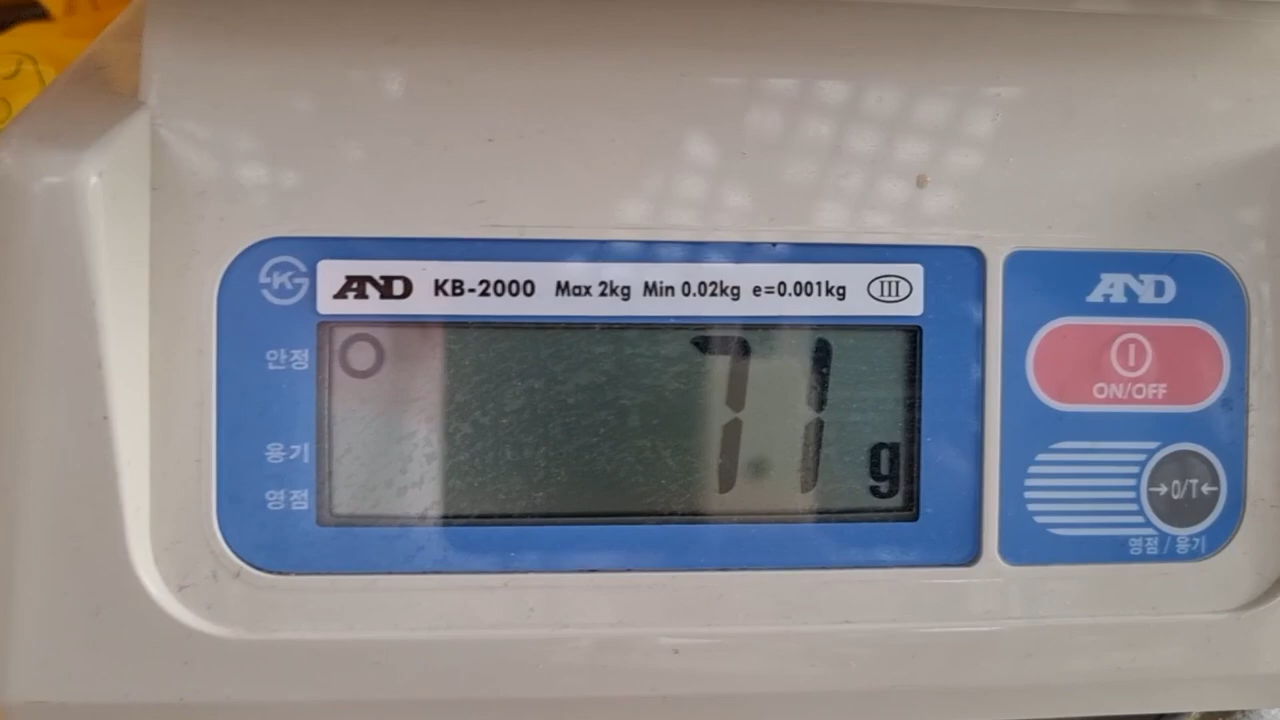 K
AND KB-2000 Max 2kg Min 0.02kg e=0.001kg III
안정
용기
영점
71 g
AND
ON/OFF
→0/T←
영점 / 용기